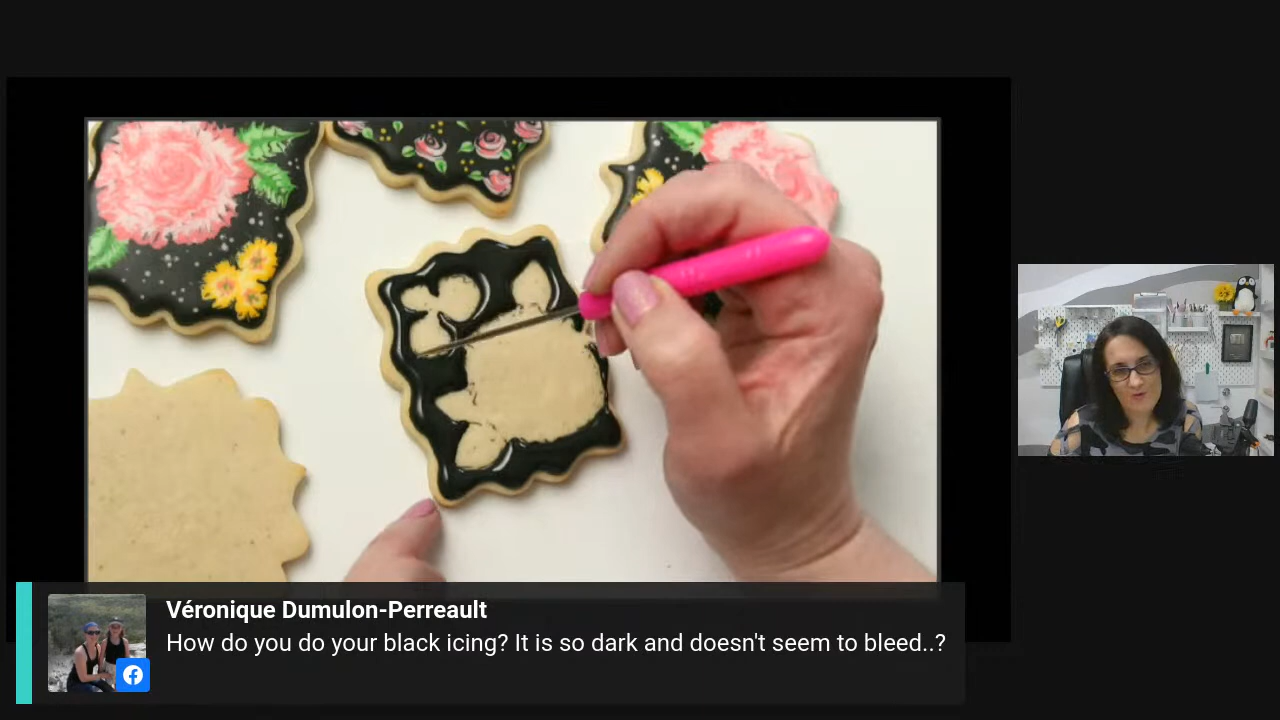 Véronique Dumulon-Perreault
How do you do your black icing? It is so dark and doesn't seem to bleed..?